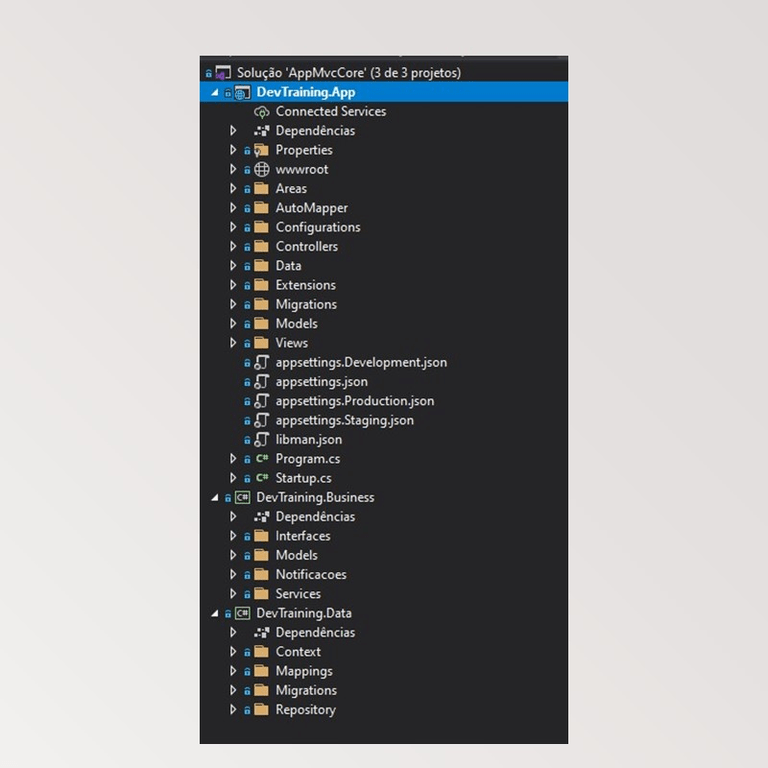 Solução 'AppMvcCore' (3 de 3 projetos)
DevTraining.App
Connected Services
Dependências
Properties
wwwroot
Areas
AutoMapper
Configurations
Controllers
Data
Extensions
Migrations
Models
Views
appsettings.Development.json
appsettings.json
appsettings.Production.json
appsettings.Staging.json
libman.json
C# Program.cs
C# Startup.cs
C# DevTraining.Business
Dependências
Interfaces
Models
Notificacoes
Services
C# DevTraining.Data
Dependências
Context
Mappings
Migrations
Repository